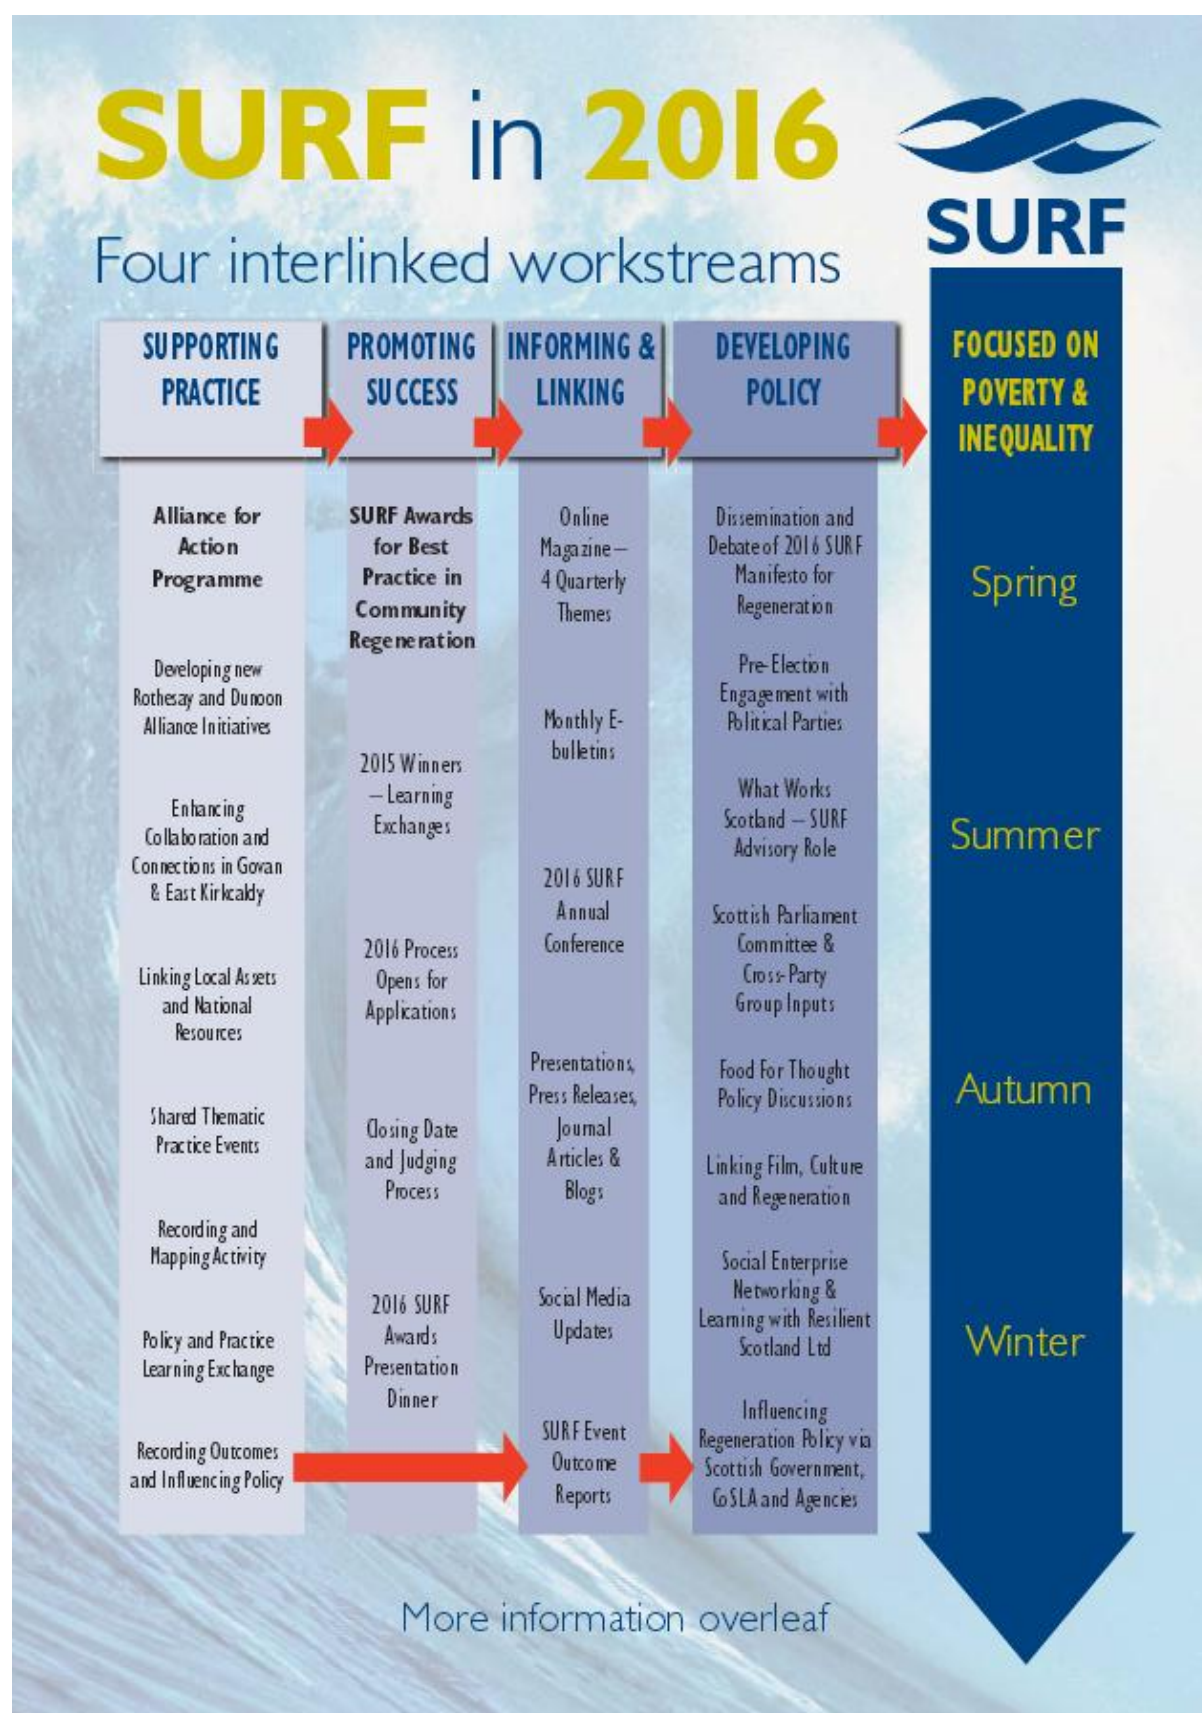 SURF in 2016
SURF
Four interlinked workstreams
SUPPORTING
PRACTICE
PROMOTING
SUCCESS
INFORMING &
LINKING
DEVELOPING
POLICY
FOCUSED ON
POVERTY &
INEQUALITY
Alliance for
Action
Programme
Developing new
Rothesay and Dunoon
Alliance Initiatives
Enhancing
Collaboration and
Connections in Govan
& East Kirkcaldy
Linking Local Assets
and National
Resources
Shared Thematic
Practice Events
Recording and
Mapping Activity
Policy and Practice
Learning Exchange
Recording Outcomes
and Influencing Policy
SURF Awards
for Best
Practice in
Community
Regeneration
2015 Winners
– Learning
Exchanges
2016 Process
Opens for
Applications
Closing Date
and Judging
Process
2016 SURF
Awards
Presentation
Dinner
Online
Magazine –
4 Quarterly
Themes
Monthly E-
bulletins
2016 SURF
Annual
Conference
Presentations,
Press Releases,
Journal
Articles &
Blogs
Social Media
Updates
SURF Event
Outcome
Reports
Dissemination and
Debate of 2016 SURF
Manifesto for
Regeneration
Pre-Election
Engagement with
Political Parties
What Works
Scotland – SURF
Advisory Role
Scottish Parliament
Committee &
Cross-Party
Group Inputs
Food For Thought
Policy Discussions
Linking Film, Culture
and Regeneration
Social Enterprise
Networking &
Learning with Resilient
Scotland Ltd
Influencing
Regeneration Policy via
Scottish Government,
CoSLA and Agencies
Spring
Summer
Autumn
Winter
More information overleaf